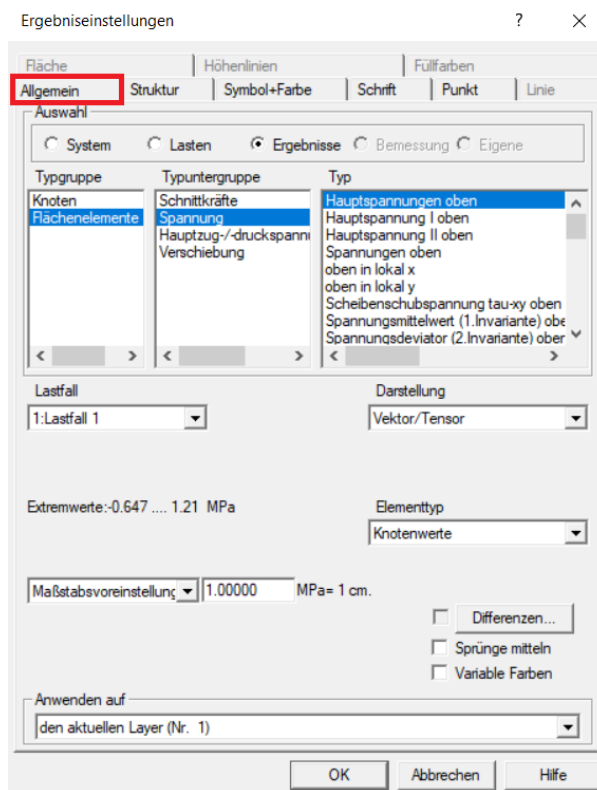 Ergebniseinstellungen ? ×
Fläche Höhenlinien Füllfarben
Allgemein Struktur Symbol+Farbe Schrift Punkt Linie
Auswahl
System Lasten Ergebnisse Bemessung Eigene
Typgruppe Typuntergruppe Typ
Knoten Schnittkräfte Hauptspannungen oben
Flächenelemente Spannung Hauptspannung I oben
Hauptzug-/-druckspannu Hauptspannung II oben
Verschiebung Spannungen oben
oben in lokal x
oben in lokal y
Scheibenschubspannung tau-xy oben
Spannungsmittelwert (1.Invariante) obe
Spannungsdeviator (2.Invariante) ober
Lastfall Darstellung
1:Lastfall 1 Vektor/Tensor
Extremwerte:-0.647 .... 1.21 MPa Elementtyp
Knotenwerte
Maßstabsvoreinstellung 1.00000 MPa= 1 cm.
Differenzen...
Sprünge mitteln
Variable Farben
Anwenden auf
den aktuellen Layer (Nr. 1)
OK Abbrechen Hilfe